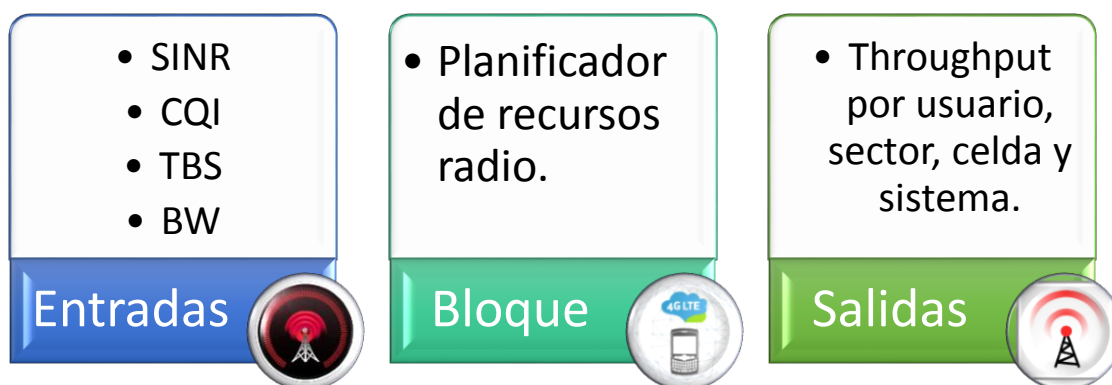 • SINR
• CQI
• TBS
• BW
Entradas
• Planificador
de recursos
radio.
4G LTE
Bloque
• Throughput
por usuario,
sector, celda y
sistema.
Salidas